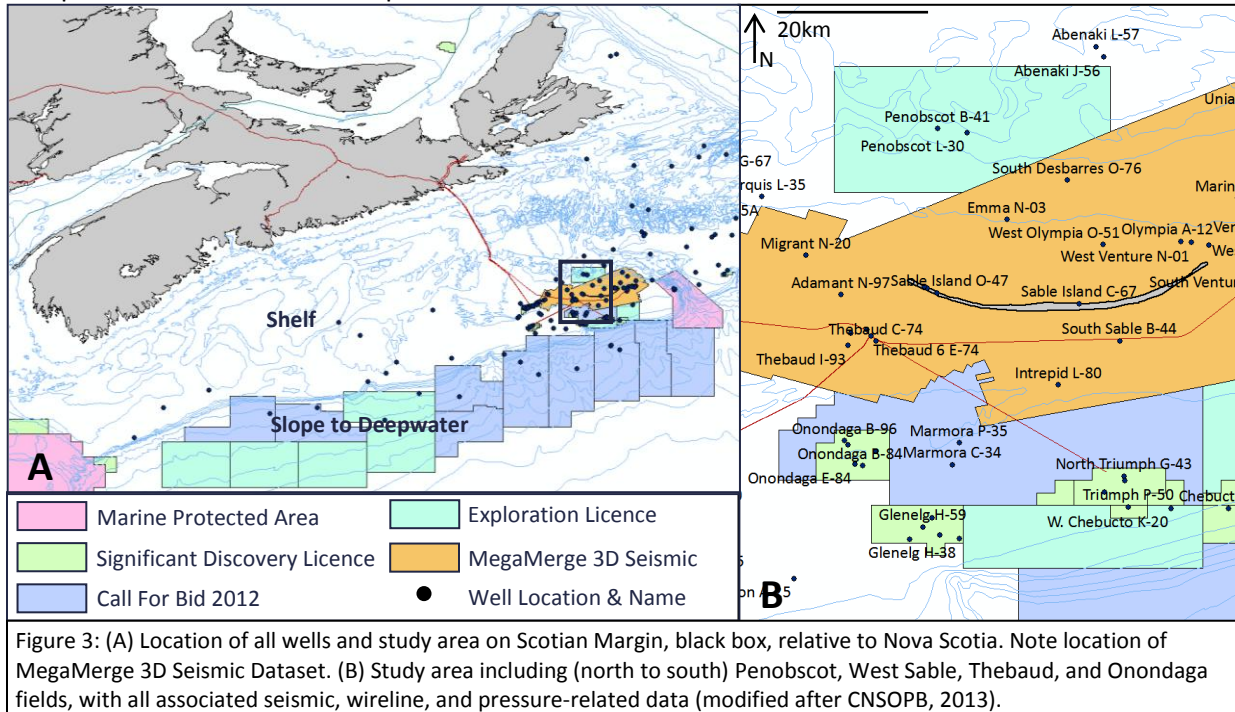 Shelf
Slope to Deepwater
A
Marine Protected Area
Significant Discovery Licence
Call For Bid 2012
Exploration Licence
MegaMerge 3D Seismic
Well Location & Name
20km
N
Abenaki L-57
Abenaki J-56
Penobscot B-41
Penobscot L-30
Unia
G-67
rquis L-35
5A
South Desbarres O-76
Marin
Emma N-03
West Olympia O-51
Olympia A-12
Ver
Migrant N-20
West Venture N-01
We
Adamant N-97
Sable Island O-47
Sable Island C-67
South Ventur
Thebaud C-74
South Sable B-44
Thebaud I-93
Thebaud 6 E-74
Intrepid L-80
Onondaga B-96
Marmora P-35
Onondaga B-84
Marmora C-34
Onondaga E-84
North Triumph G-43
Triumph P-50
Chebucto
Glenelg H-59
W. Chebucto K-20
Glenelg H-38
B
Figure 3: (A) Location of all wells and study area on Scotian Margin, black box, relative to Nova Scotia. Note location of
MegaMerge 3D Seismic Dataset. (B) Study area including (north to south) Penobscot, West Sable, Thebaud, and Onondaga
fields, with all associated seismic, wireline, and pressure-related data (modified after CNSOPB, 2013).